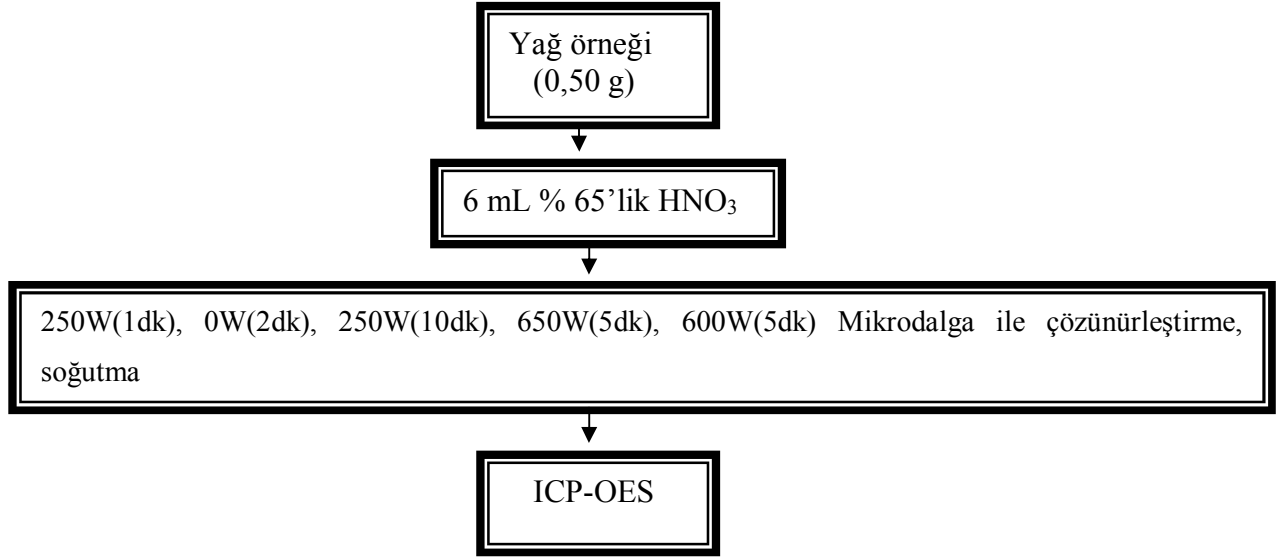 Yağ örneği
(0,50 g)
6 mL % 65’lik HNO₃
250W(1dk), 0W(2dk), 250W(10dk), 650W(5dk), 600W(5dk) Mikrodalga ile çözünürleştirme,
soğutma
ICP-OES